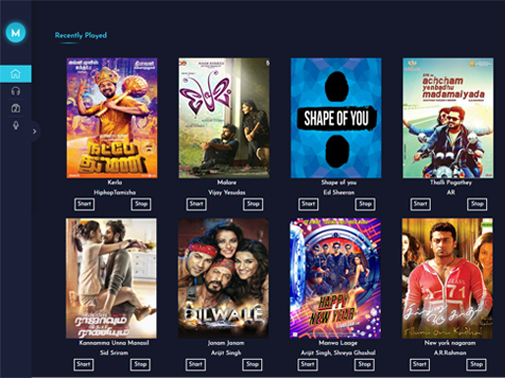 M
Recently Played
நட்பே
துணை
SHAPE OF YOU
achcham
yenbadhu
madamaiyada
Kerla
HiphopTamizha
Start
Stop
Malare
Vijay Yesudas
Start
Stop
Shape of you
Ed Sheeran
Start
Stop
Thalli Pogathey
AR
Start
Stop
ராஜாவும்
ராணியையும்
DILWALE
HAPPY
NEW YEAR
Kannamma Unna Manasil
Sid Sriram
Start
Stop
Janam Janam
Arijit Singh
Start
Stop
Manwa Laage
Arijit Singh, Shreya Ghoshal
Start
Stop
New york nagaram
A.R.Rahman
Start
Stop